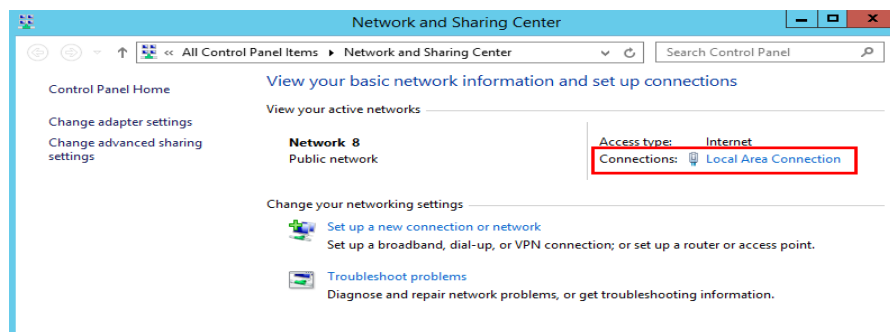 Network and Sharing Center
« All Control Panel Items ▸ Network and Sharing Center
Search Control Panel
Control Panel Home
Change adapter settings
Change advanced sharing
settings
View your basic network information and set up connections
View your active networks
Network 8
Public network
Access type: Internet
Connections: Local Area Connection
Change your networking settings
Set up a new connection or network
Set up a broadband, dial-up, or VPN connection; or set up a router or access point.
Troubleshoot problems
Diagnose and repair network problems, or get troubleshooting information.